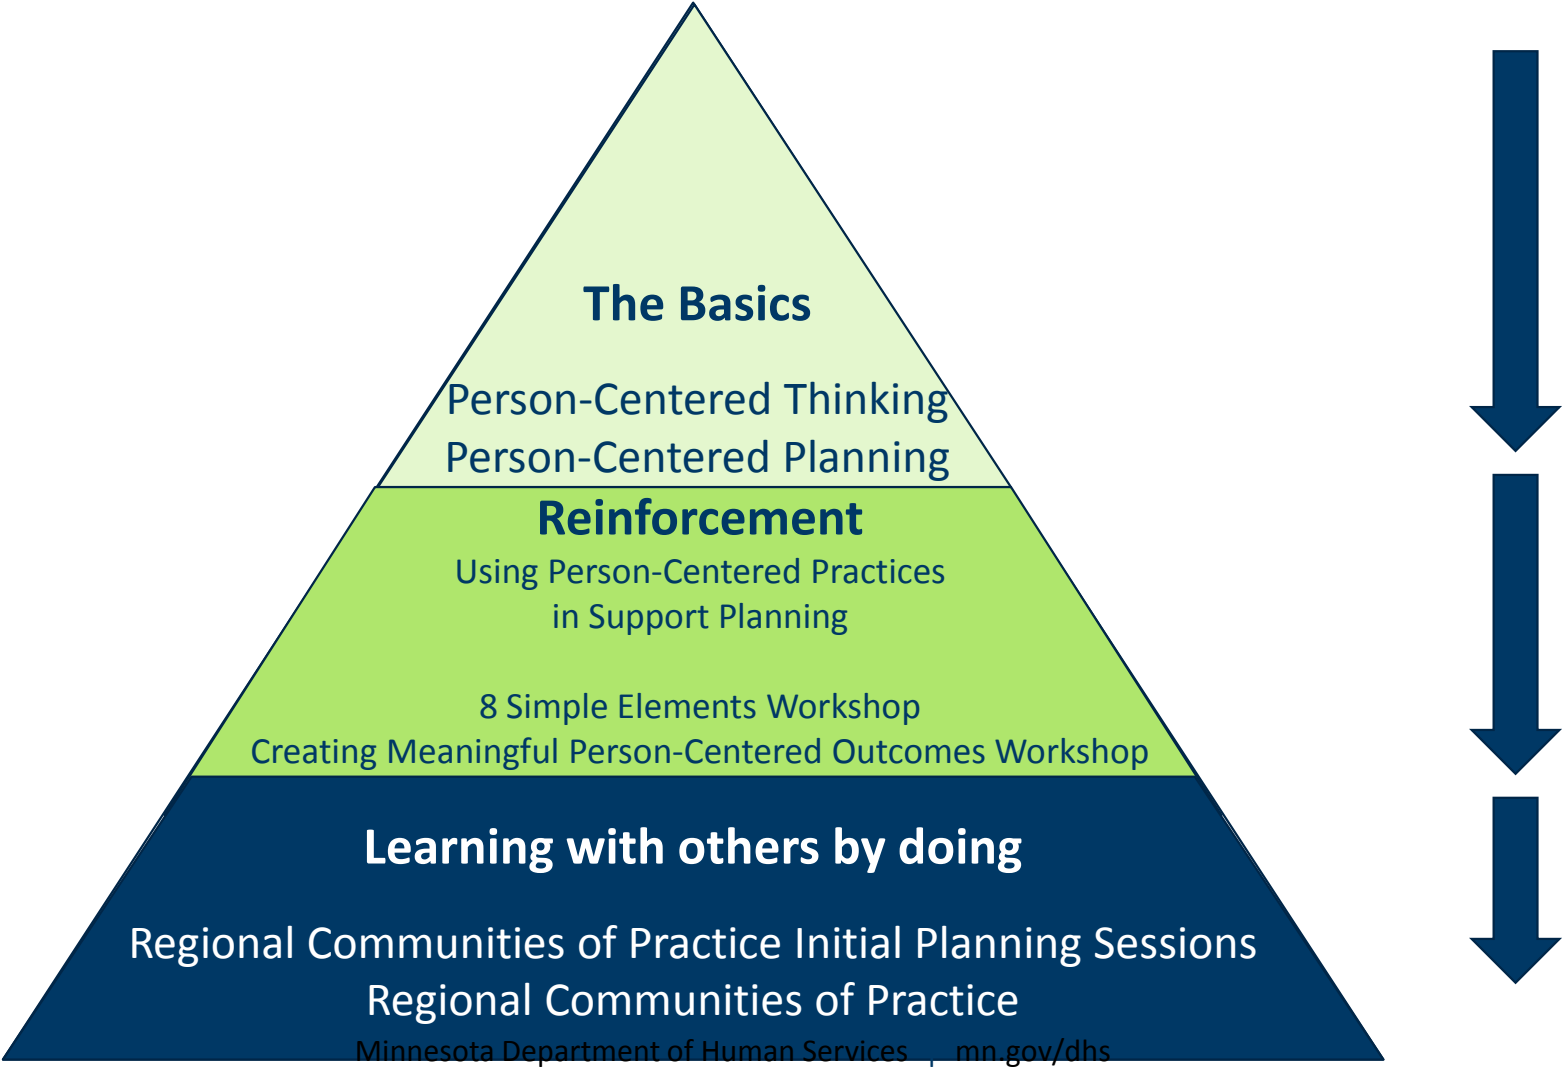 The Basics
Person-Centered Thinking
Person-Centered Planning
Reinforcement
Using Person-Centered Practices
in Support Planning
8 Simple Elements Workshop
Creating Meaningful Person-Centered Outcomes Workshop
Learning with others by doing
Regional Communities of Practice Initial Planning Sessions
Regional Communities of Practice
Minnesota Department of Human Services | mn.gov/dhs